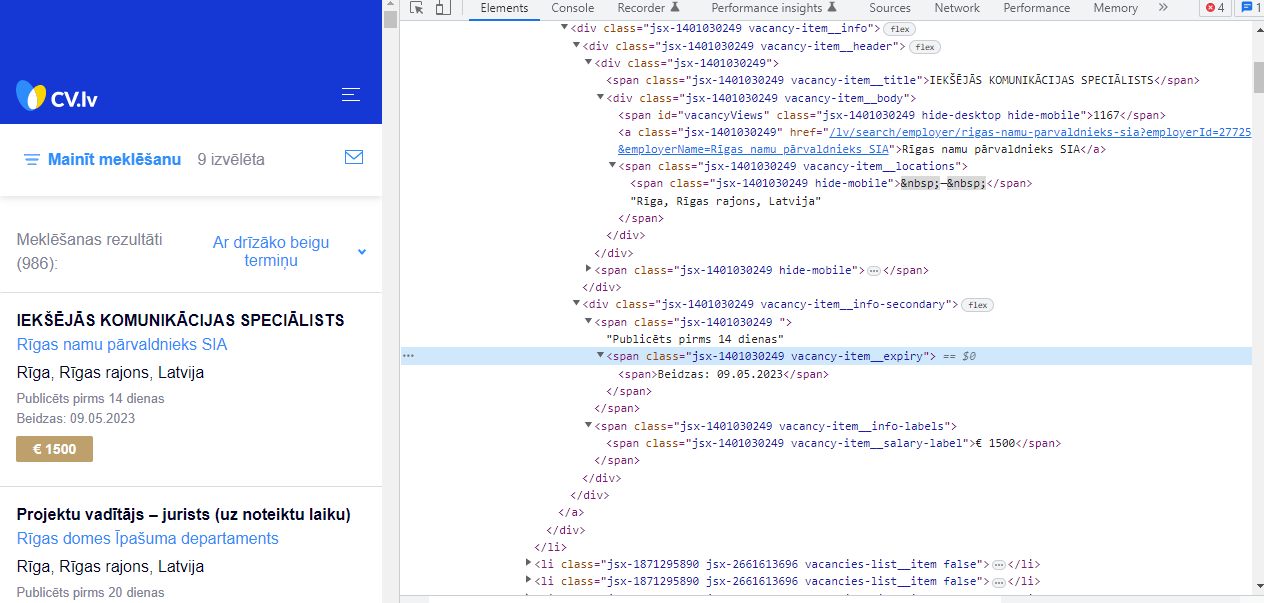 CV.lv
Mainīt meklēšanu 9 izvēlēta
Meklēšanas rezultāti
(986):
Ar drīzāko beigu
termiņu
IEKŠĒJĀS KOMUNIKĀCIJAS SPECIĀLISTS
Rīgas namu pārvaldnieks SIA
Rīga, Rīgas rajons, Latvija
Publicēts pirms 14 dienas
Beidzas: 09.05.2023
€ 1500
Projektu vadītājs – jurists (uz noteiktu laiku)
Rīgas domes Īpašuma departaments
Rīga, Rīgas rajons, Latvija
Publicēts pirms 20 dienas
Elements Console Recorder Performance insights Sources Network Performance Memory » 4 1
<div class="jsx-1401030249 vacancy-item__info"> flex
<div class="jsx-1401030249 vacancy-item__header"> flex
<div class="jsx-1401030249">
<span class="jsx-1401030249 vacancy-item__title">IEKŠĒJĀS KOMUNIKĀCIJAS SPECIĀLISTS</span>
<div class="jsx-1401030249 vacancy-item__body">
<span id="vacancyViews" class="jsx-1401030249 hide-desktop hide-mobile">1167</span>
<a class="jsx-1401030249" href="/lv/search/employer/rigas-namu-parvaldnieks-sia?employerId=27725
&employerName=Rīgas namu pārvaldnieks SIA">Rīgas namu pārvaldnieks SIA</a>
<span class="jsx-1401030249 vacancy-item__locations">
<span class="jsx-1401030249 hide-mobile">&nbsp;—&nbsp;</span>
"Rīga, Rīgas rajons, Latvija"
</span>
</div>
</div>
<span class="jsx-1401030249 hide-mobile">…</span>
</div>
<div class="jsx-1401030249 vacancy-item__info-secondary"> flex
<span class="jsx-1401030249 ">
"Publicēts pirms 14 dienas"
<span class="jsx-1401030249 vacancy-item__expiry"> == $0
<span>Beidzas: 09.05.2023</span>
</span>
</span>
<span class="jsx-1401030249 vacancy-item__info-labels">
<span class="jsx-1401030249 vacancy-item__salary-label">€ 1500</span>
</span>
</div>
</div>
</a>
</div>
</li>
<li class="jsx-1871295890 jsx-2661613696 vacancies-list__item false">…</li>
<li class="jsx-1871295890 jsx-2661613696 vacancies-list__item false">…</li>